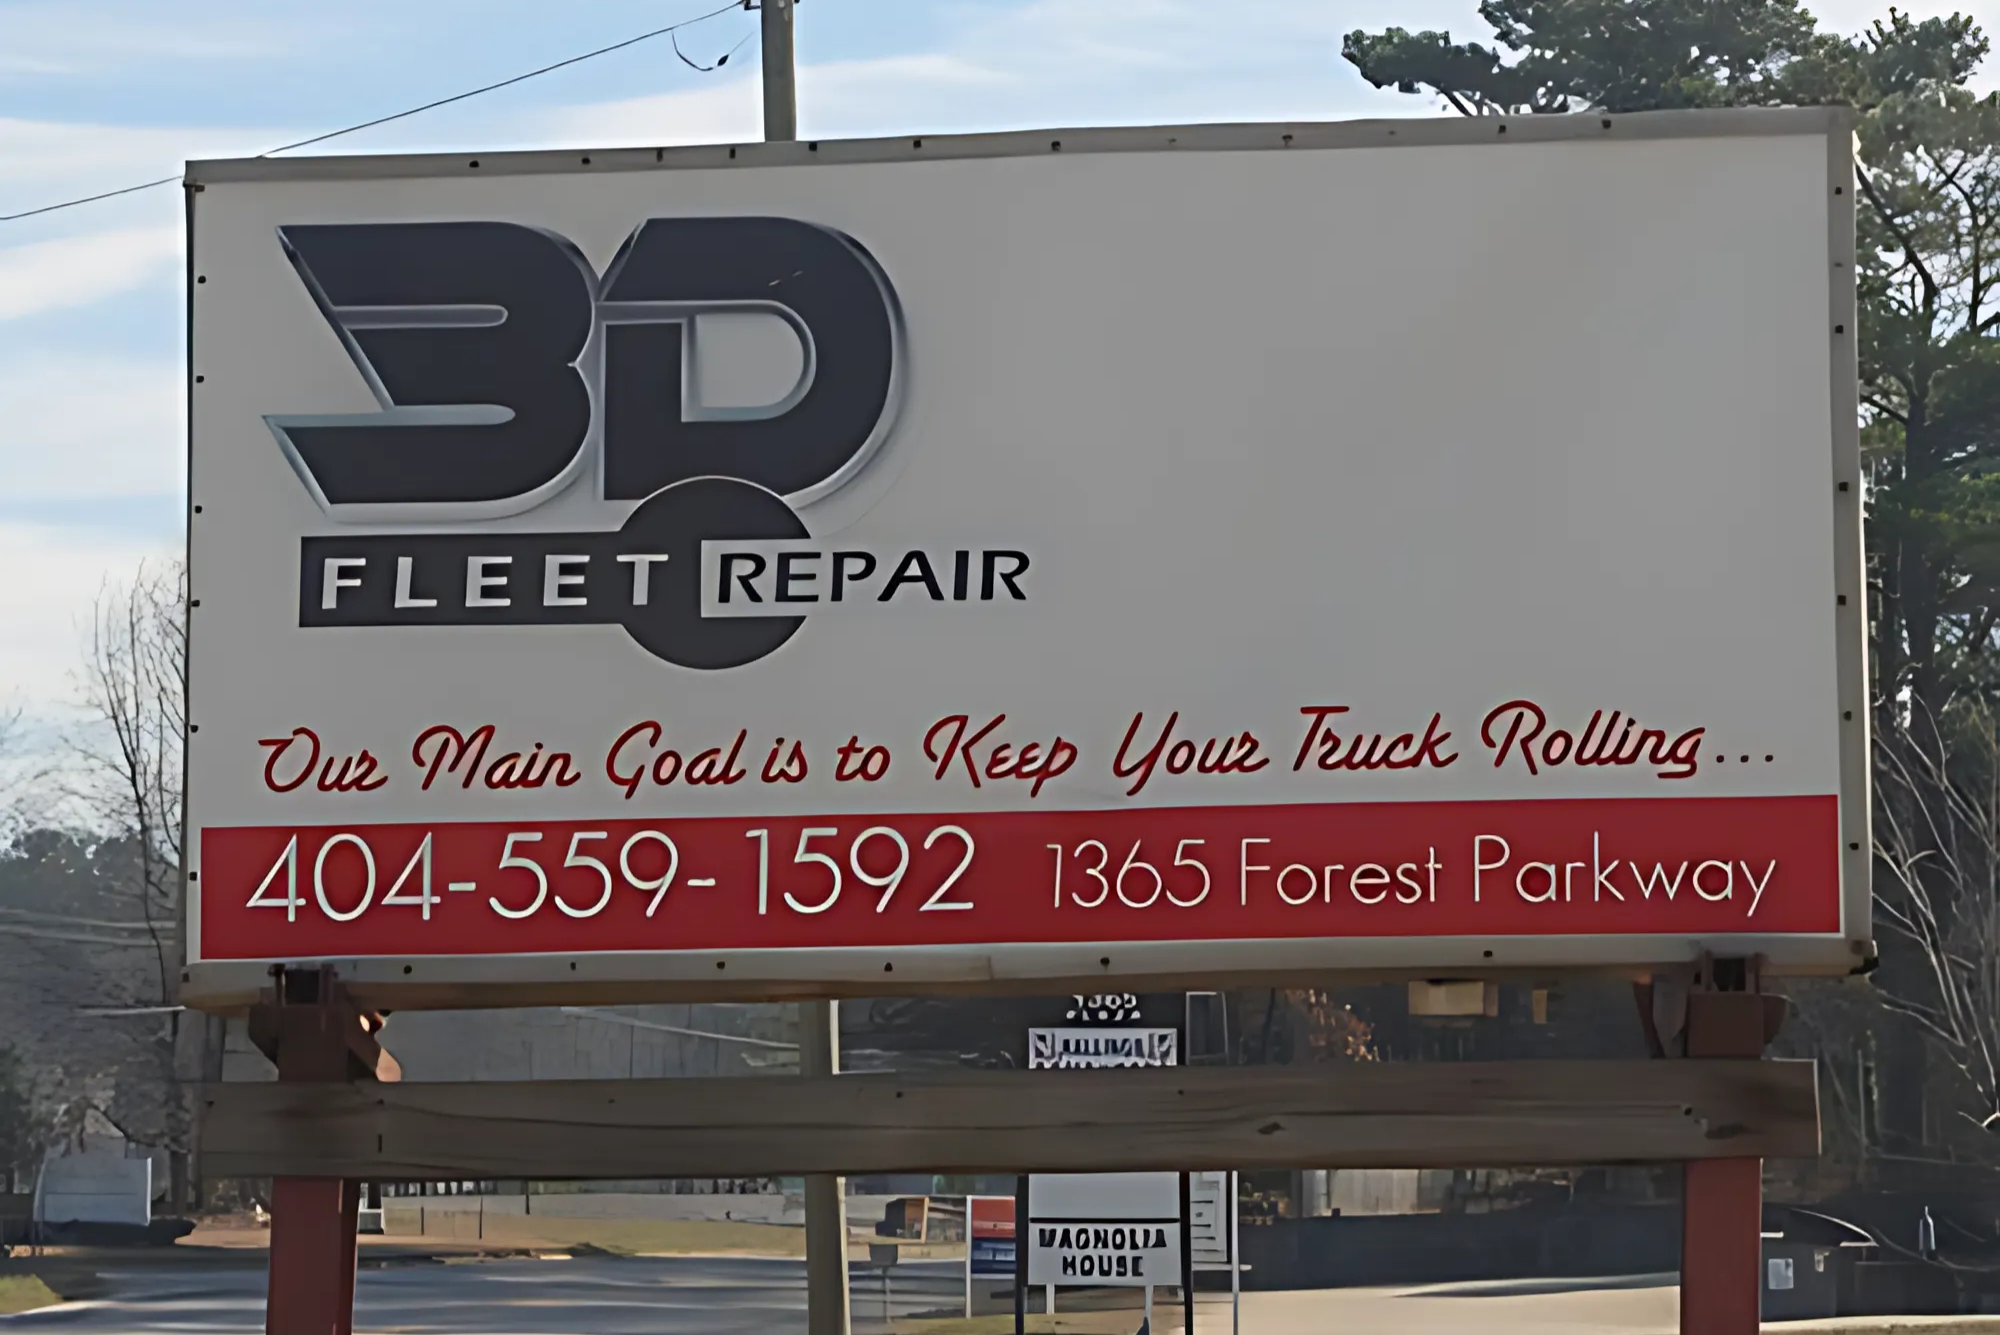 3D
FLEET REPAIR
Our Main Goal is to Keep Your Truck Rolling...
404-559-1592 1365 Forest Parkway
1365
MAGNOLIA
HOUSE